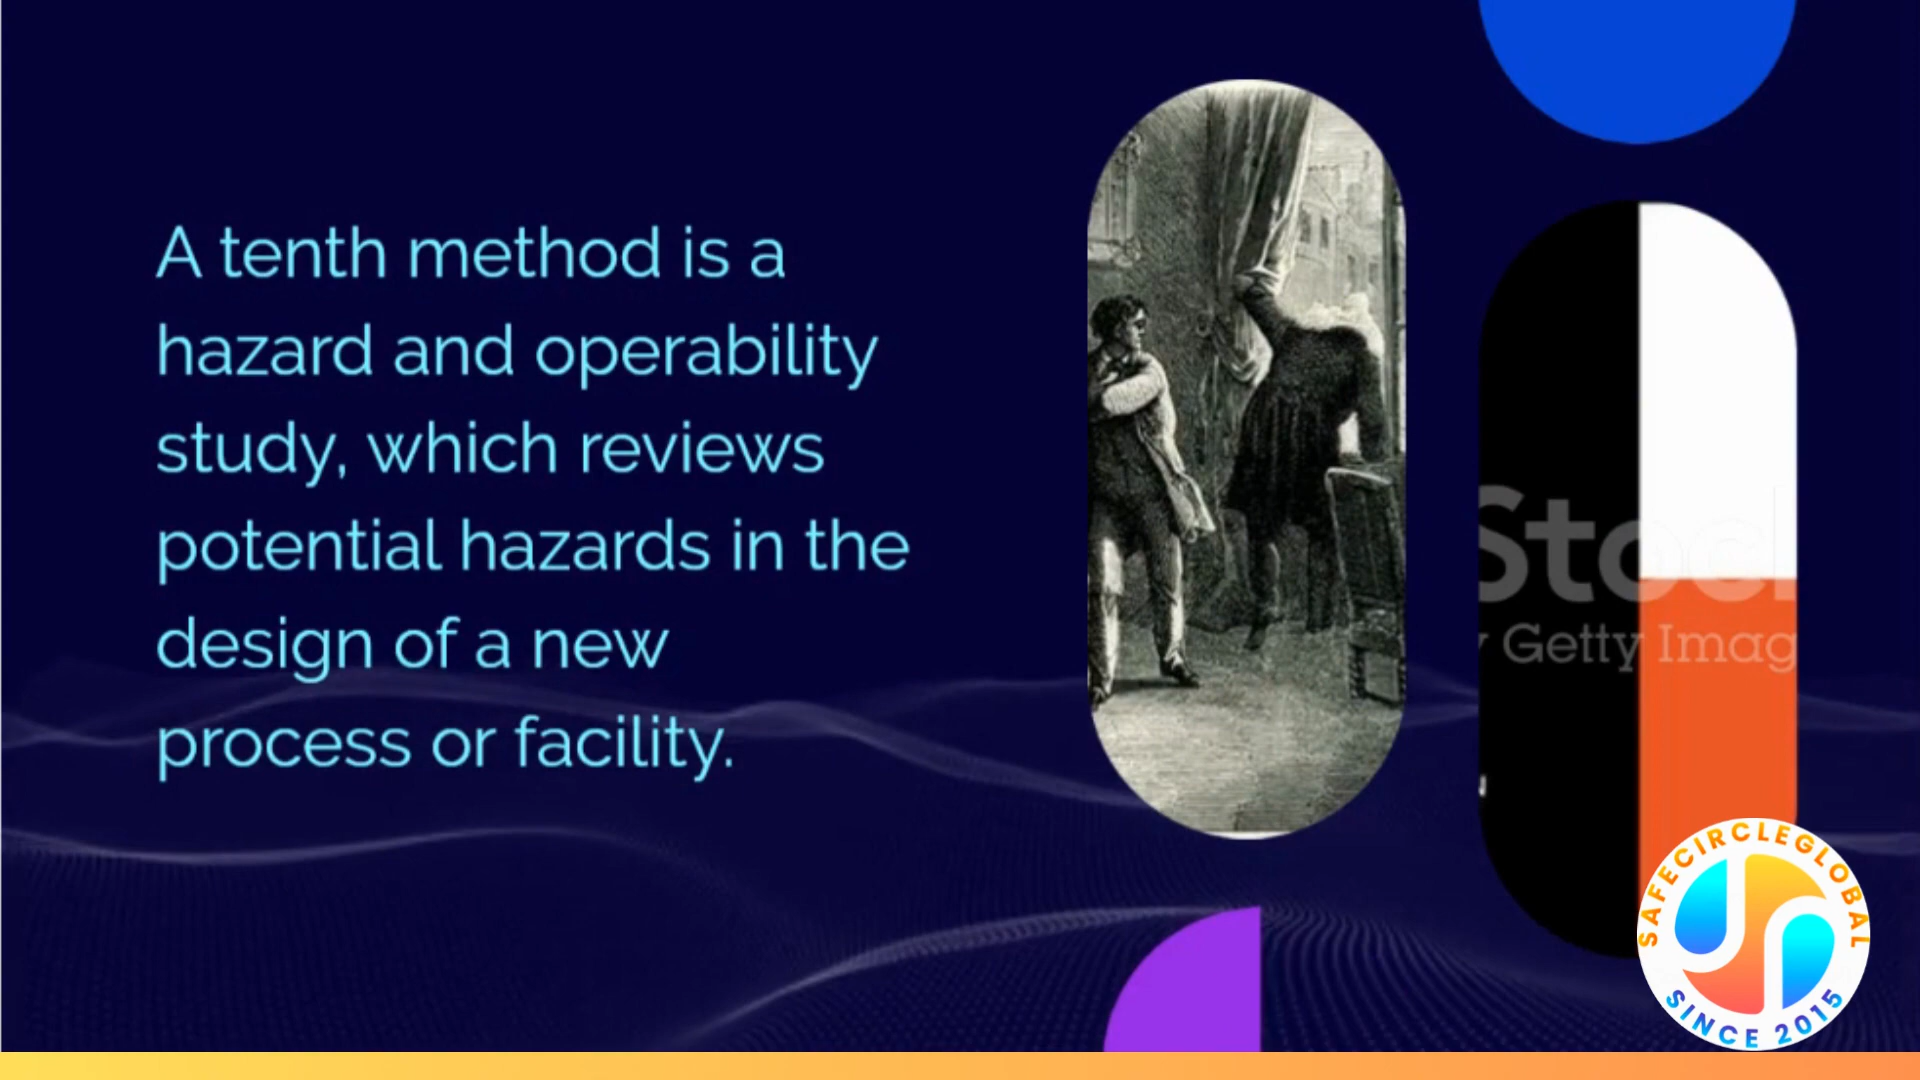 A tenth method is a
hazard and operability
study, which reviews
potential hazards in the
design of a new
process or facility.
Stock
Getty Imag
SAFECIRCLEGLOBAL
SINCE 2015